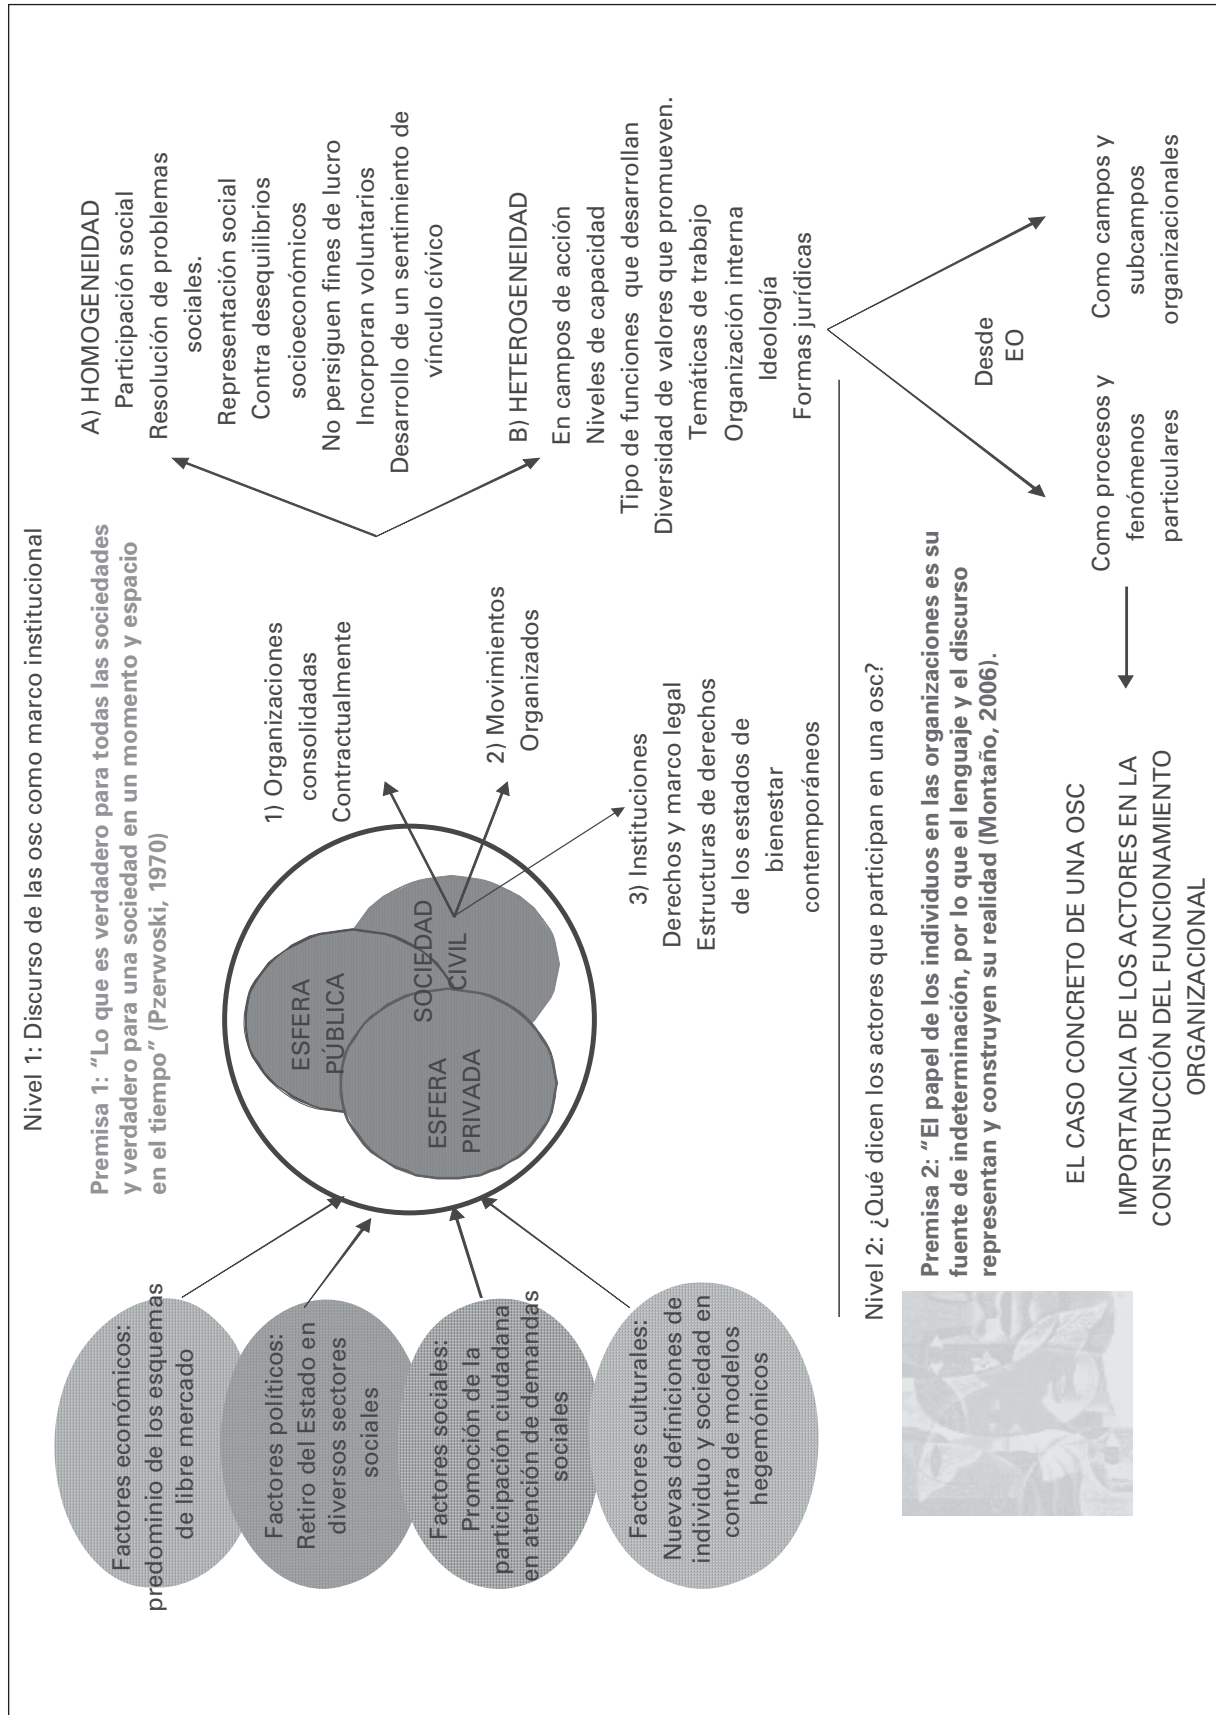 Nivel 1: Discurso de las osc como marco institucional
Premisa 1: “Lo que es verdadero para todas las sociedades
y verdadero para una sociedad en un momento y espacio
en el tiempo” (Pzerwoski, 1970)
Factores económicos:
predominio de los esquemas
de libre mercado
Factores políticos:
Retiro del Estado en
diversos sectores
sociales
Factores sociales:
Promoción de la
participación ciudadana
en atención de demandas
sociales
Factores culturales:
Nuevas definiciones de
individuo y sociedad en
contra de modelos
hegemónicos
ESFERA
PÚBLICA
ESFERA
PRIVADA
SOCIEDAD
CIVIL
1) Organizaciones
consolidadas
Contractualmente
2) Movimientos
Organizados
3) Instituciones
Derechos y marco legal
Estructuras de derechos
de los estados de
bienestar
contemporáneos
A) HOMOGENEIDAD
Participación social
Resolución de problemas
sociales.
Representación social
Contra desequilibrios
socioeconómicos
No persiguen fines de lucro
Incorporan voluntarios
Desarrollo de un sentimiento de
vínculo cívico
B) HETEROGENEIDAD
En campos de acción
Niveles de capacidad
Tipo de funciones que desarrollan
Diversidad de valores que promueven.
Temáticas de trabajo
Organización interna
Ideología
Formas jurídicas
Nivel 2: ¿Qué dicen los actores que participan en una osc?
Premisa 2: “El papel de los individuos en las organizaciones es su
fuente de indeterminación, por lo que el lenguaje y el discurso
representan y construyen su realidad (Montaño, 2006).
EL CASO CONCRETO DE UNA OSC
IMPORTANCIA DE LOS ACTORES EN LA
CONSTRUCCIÓN DEL FUNCIONAMIENTO
ORGANIZACIONAL
Desde
EO
Como procesos y
fenómenos
particulares
Como campos y
subcampos
organizacionales